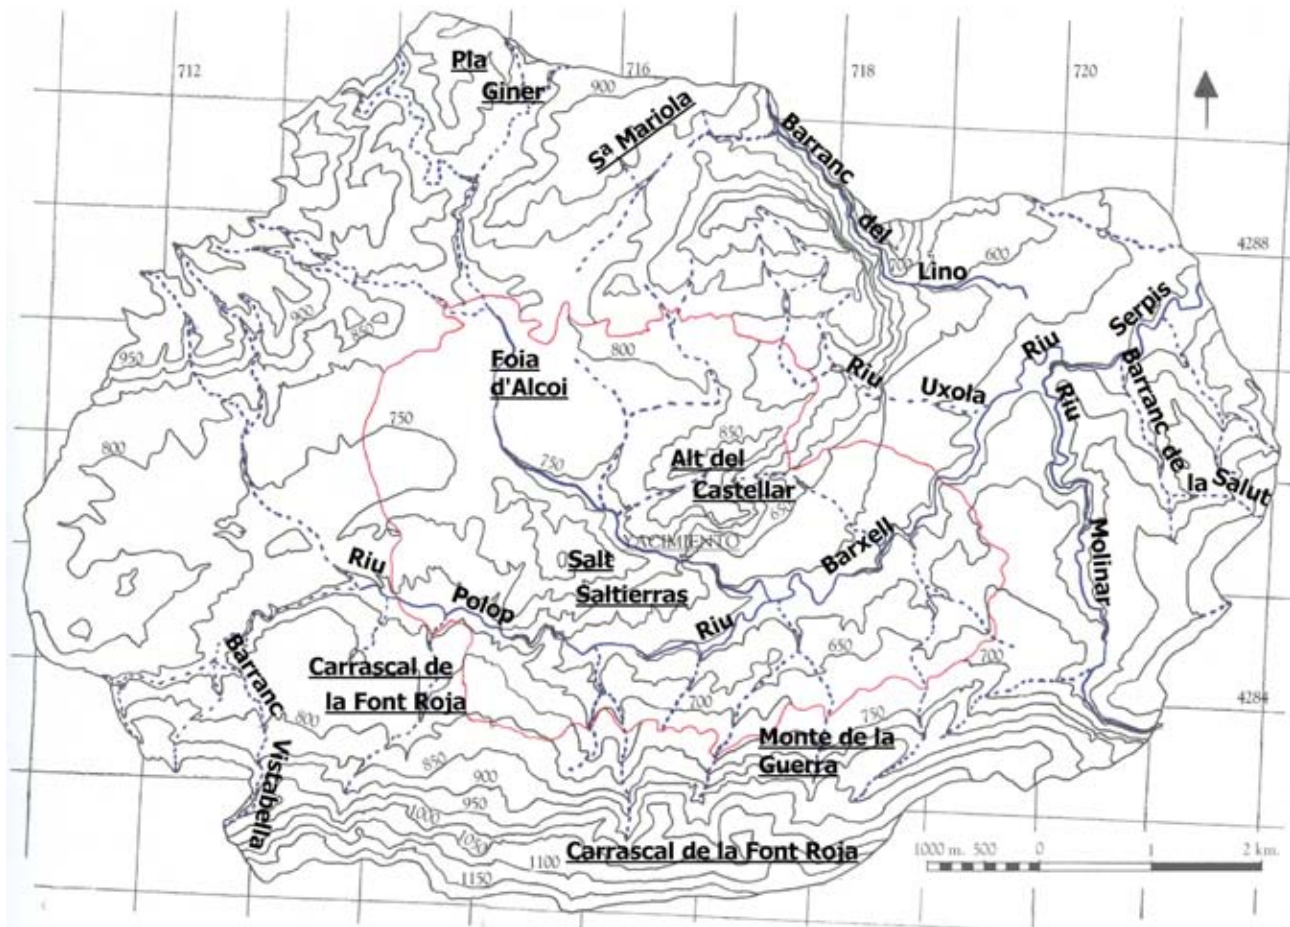 712
716
718
720
Pla
Giner
900
Sª Mariola
Barranc
del
Lino
600
4288
700
Serpis
Riu
900
850
950
Foia
d'Alcoi
800
Riu
Uxola
Riu
Barranc de la Salut
750
800
850
Alt del
Castellar
750
650
YACIMIENTO
Barxell
Molinar
Salt
Saltierras
Riu
Polop
Riu
650
700
Barranc
Vistabella
Carrascal de
la Font Roja
800
700
750
4284
Monte de la
Guerra
850
900
950
1000
1050
Carrascal de la Font Roja
1100
1150
1000 m. 500 0 1 2 km.